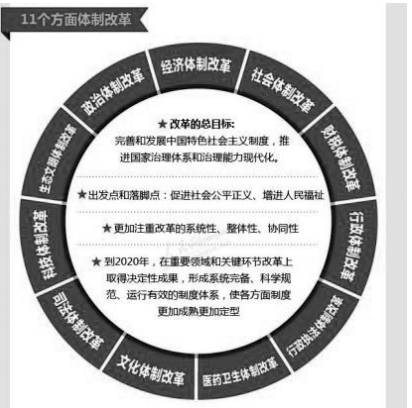 11个方面体制改革
经济体制改革
社会体制改革
财税体制改革
行政体制改革
行政执法体制改革
医药卫生体制改革
文化体制改革
司法体制改革
科技体制改革
生态文明体制改革
政治体制改革
★ 改革的总目标:
完善和发展中国特色社会主义制度，推
进国家治理体系和治理能力现代化。
★出发点和落脚点：促进社会公平正义、增进人民福祉
★ 更加注重改革的系统性、整体性、协同性
★ 到2020年，在重要领域和关键环节改革上
取得决定性成果，形成系统完备、科学规
范、运行有效的制度体系，使各方面制度
更加成熟更加定型